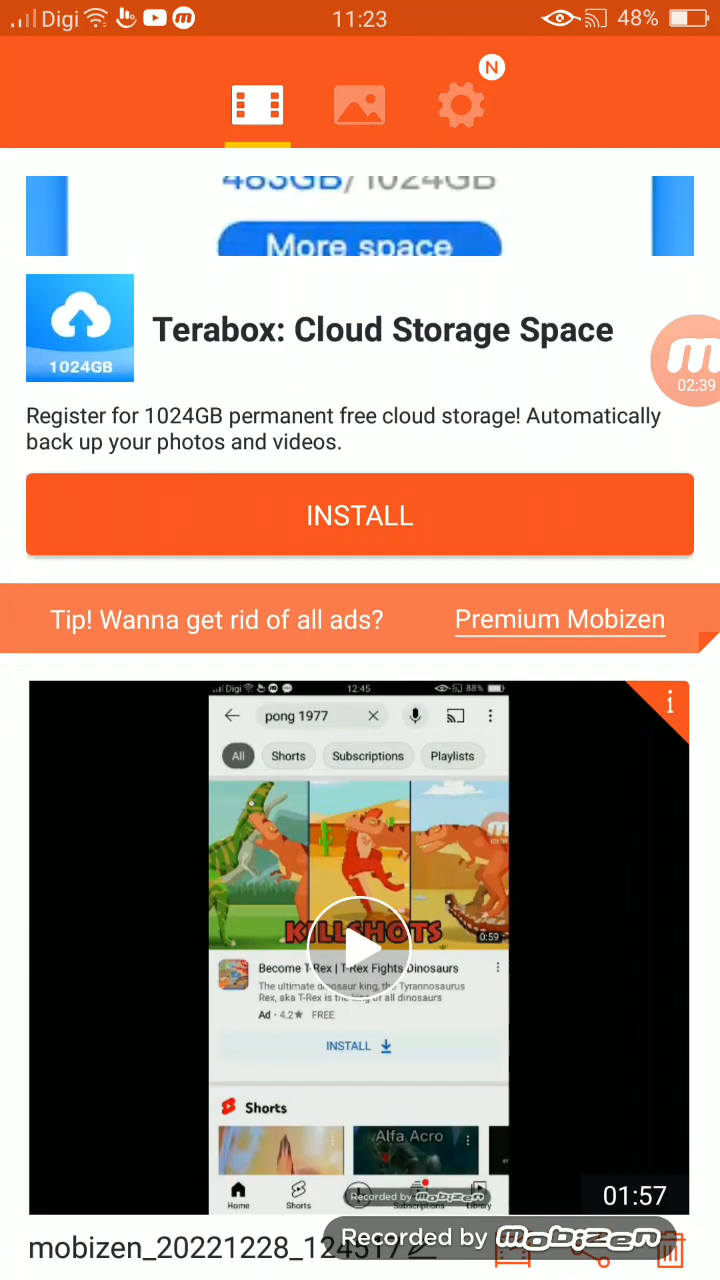 Digi 11:23 48%
N
483GB/1024GB
More space
1024GB
Terabox: Cloud Storage Space
02:39
Register for 1024GB permanent free cloud storage! Automatically
back up your photos and videos.
INSTALL
Tip! Wanna get rid of all ads? Premium Mobizen
i
Digi 12:45 88%
pong 1977
All Shorts Subscriptions Playlists
KILLSHOTS
0:59
Become T-Rex | T-Rex Fights Dinosaurs
The ultimate dinosaur king, the Tyrannosaurus
Rex, aka T-Rex is the king of all dinosaurs
Ad · 4.2★ FREE
INSTALL
Shorts
Alfa Acro
Recorded by mobizen
Home Shorts Subscriptions Library
01:57
Recorded by mobizen
mobizen_20221228_124517